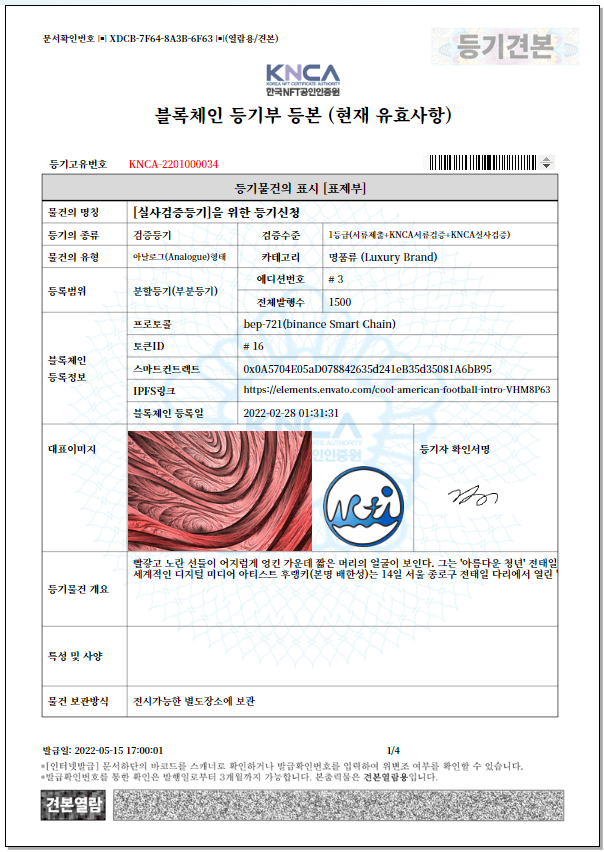 문서확인번호 [▪] XDCB-7F64-8A3B-6F63 [▪](열람용/견본)
등기견본
KNCA
KOREA NFT CERTIFICATE AUTHORITY
한국NFT공인인증원
블록체인 등기부 등본 (현재 유효사항)
등기고유번호 KNCA-2201000034
등기물건의 표시 [표제부]
물건의 명칭 [실사검증등기]을 위한 등기신청
등기의 종류 검증등기 검증수준 1등급(서류제출+KNCA서류검증+KNCA실사검증)
물건의 유형 아날로그(Analogue)형태 카테고리 명품류 (Luxury Brand)
등록범위 분할등기(부분등기) 에디션번호 # 3
전체발행수 1500
블록체인
등록정보
프로토콜 bep-721(binance Smart Chain)
토큰ID # 16
스마트컨트렉트 0x0A5704E05aD078842635d241eB35d35081A6bB95
IPFS링크 https://elements.envato.com/cool-american-football-intro-VHM8P63
블록체인 등록일 2022-02-28 01:31:31
KNCA
대표이미지 등기자 확인서명
등기물건 개요
빨갛고 노란 선들이 어지럽게 엉킨 가운데 짧은 머리의 얼굴이 보인다. 그는 '아름다운 청년' 전태일
세계적인 디지털 미디어 아티스트 후랭키(본명 배한성)는 14일 서울 종로구 전태일 다리에서 열린 '
특성 및 사양
물건 보관방식 전시가능한 별도장소에 보관
발급일: 2022-05-15 17:00:01 1/4
*[인터넷발급] 문서하단의 바코드를 스캐너로 확인하거나 발급확인번호를 입력하여 위변조 여부를 확인할 수 있습니다.
*발급확인번호를 통한 확인은 발행일로부터 3개월까지 가능합니다. 본출력물은 견본열람용입니다.
견본열람